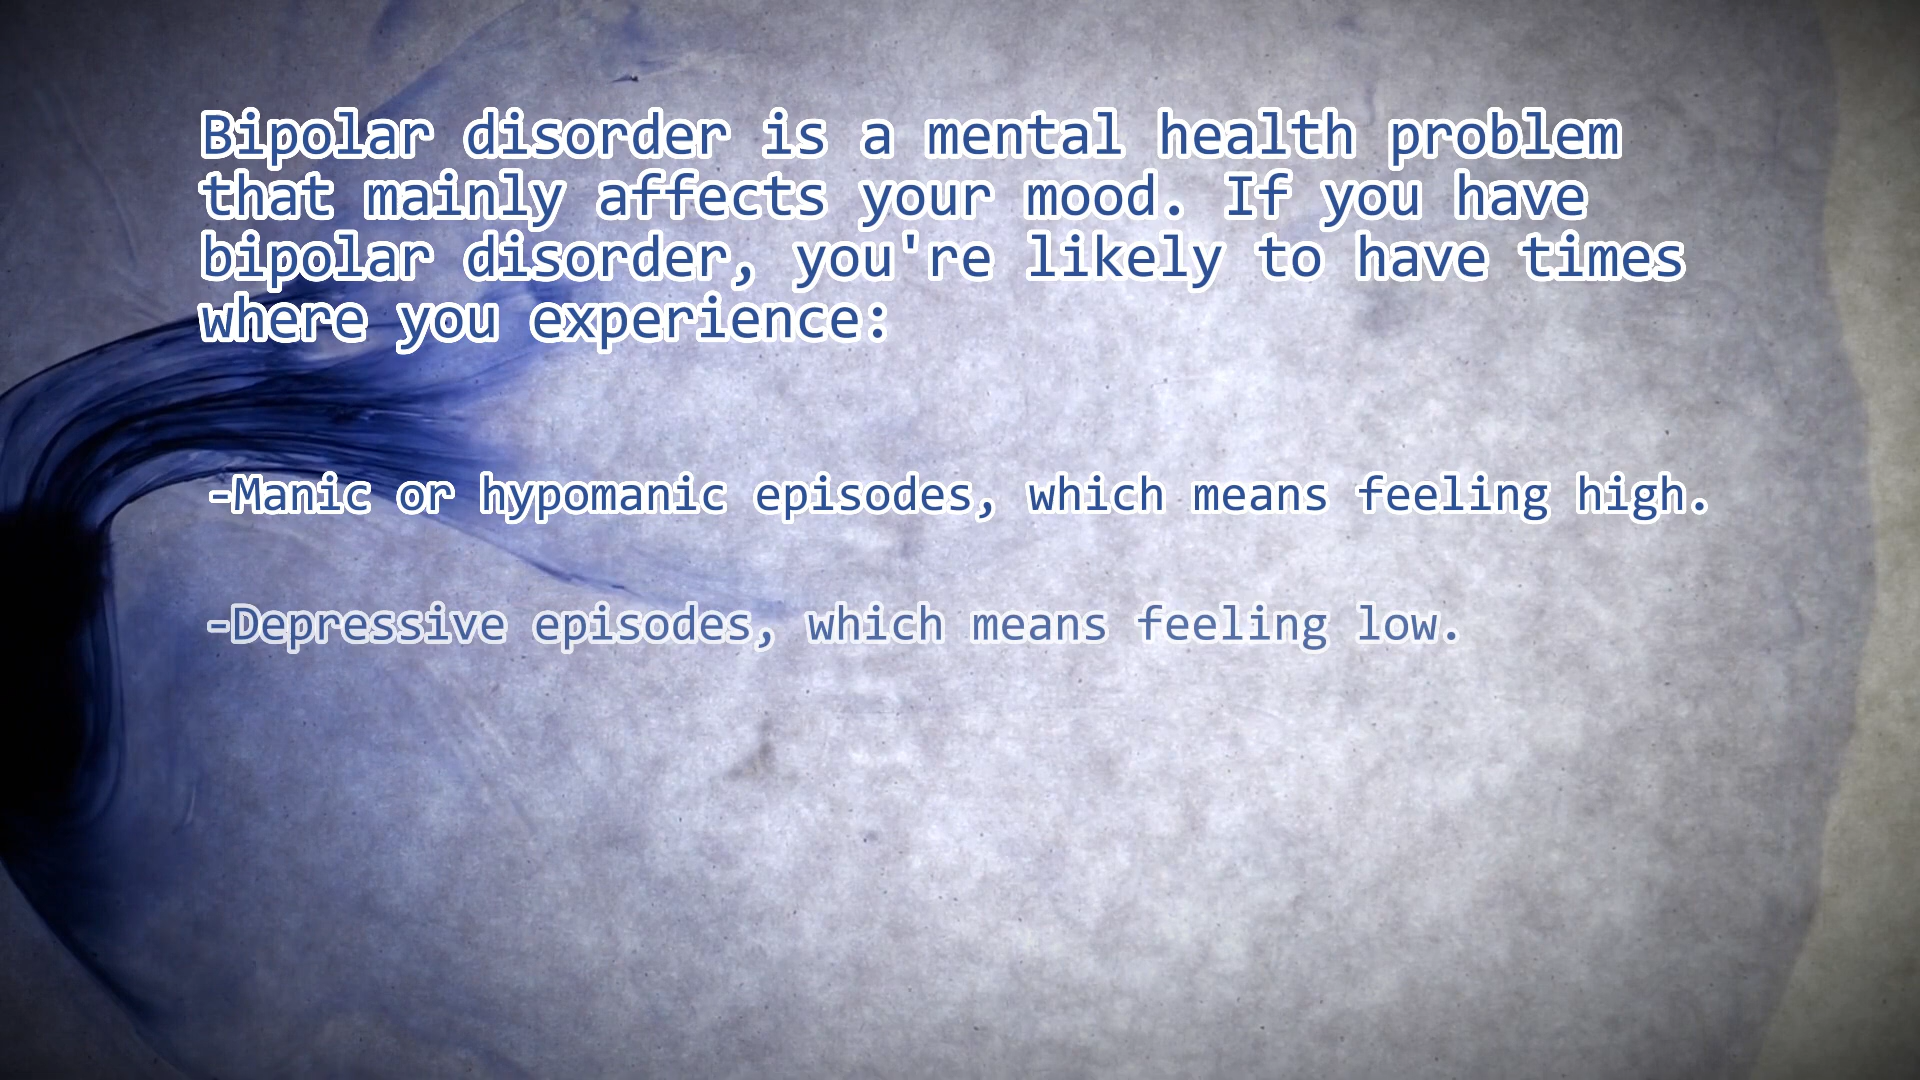 Bipolar disorder is a mental health problem
that mainly affects your mood. If you have
bipolar disorder, you're likely to have times
where you experience:
-Manic or hypomanic episodes, which means feeling high.
-Depressive episodes, which means feeling low.